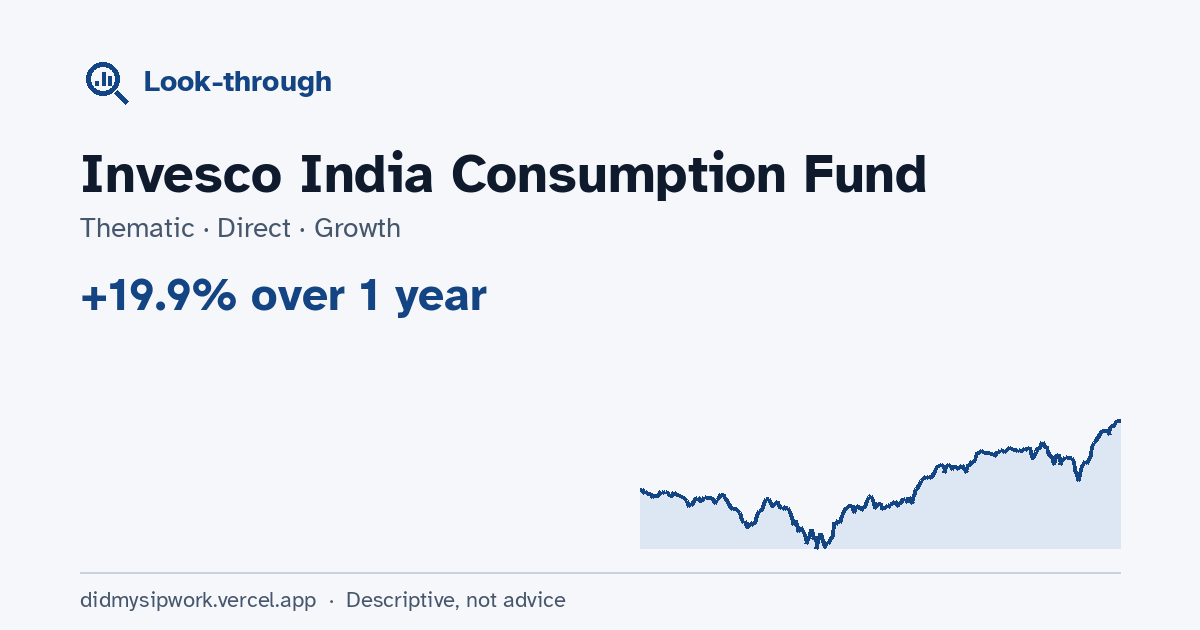 Look-through
Invesco India Consumption Fund
Thematic · Direct · Growth
+19.9% over 1 year
didmysipwork.vercel.app · Descriptive, not advice